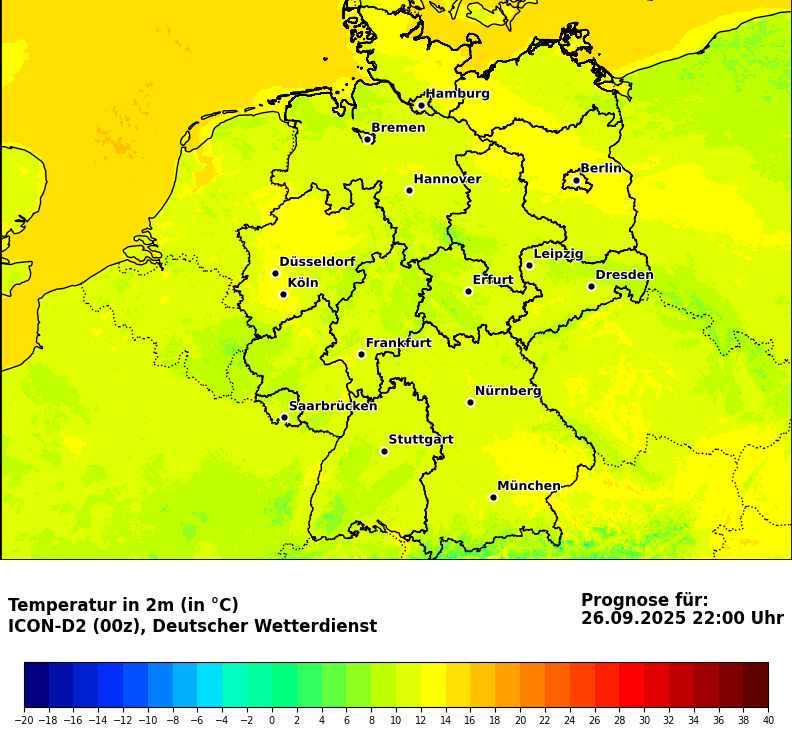 Hamburg
Bremen
Berlin
Hannover
Düsseldorf
Leipzig
Köln
Erfurt
Dresden
Frankfurt
Nürnberg
Saarbrücken
Stuttgart
München
Temperatur in 2m (in °C)
ICON-D2 (00z), Deutscher Wetterdienst
Prognose für:
26.09.2025 22:00 Uhr
−20 −18 −16 −14 −12 −10 −8 −6 −4 −2 0 2 4 6 8 10 12 14 16 18 20 22 24 26 28 30 32 34 36 38 40